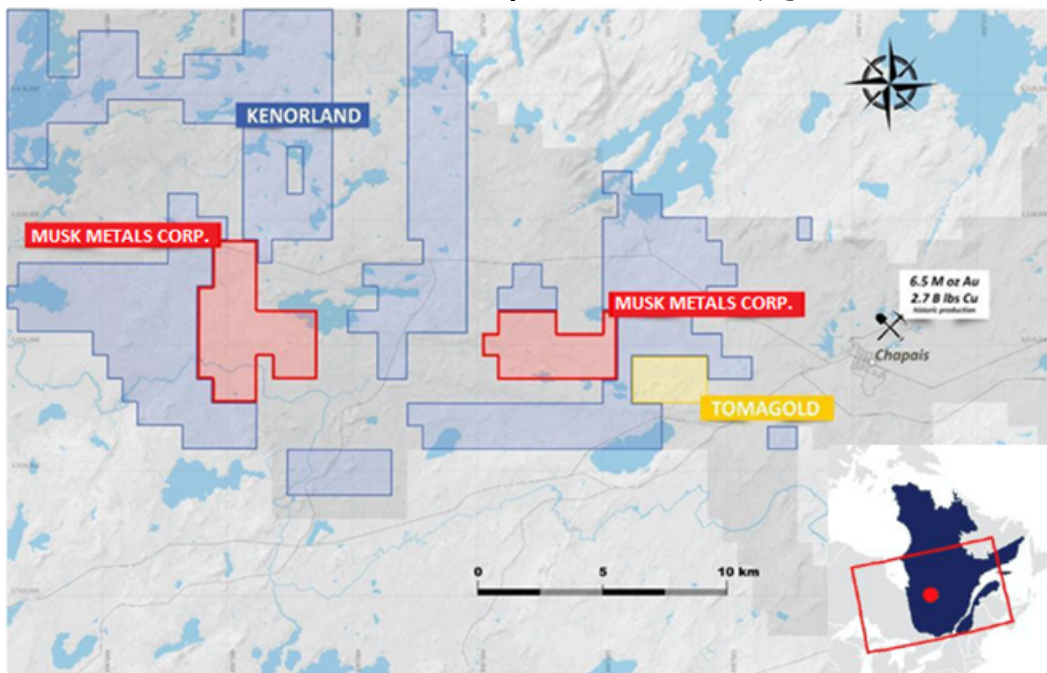 KENORLAND
MUSK METALS CORP.
6.5 M oz Au
2.7 B lbs Cu
historic production
MUSK METALS CORP.
Chapais
TOMAGOLD
0 5 10 km